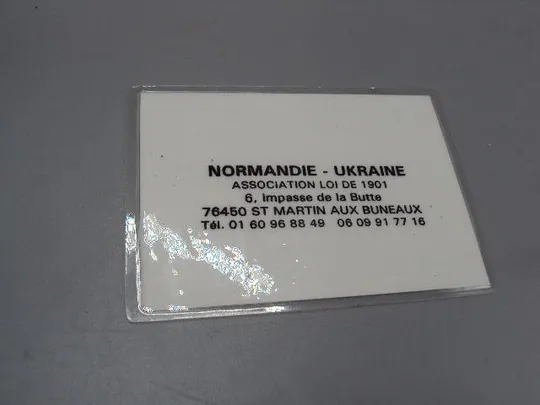 NORMANDIE - UKRAINE
ASSOCIATION LOI DE 1901
6, Impasse de la Butte
76450 ST MARTIN AUX BUNEAUX
Tél. 01 60 96 88 49 06 09 91 77 16